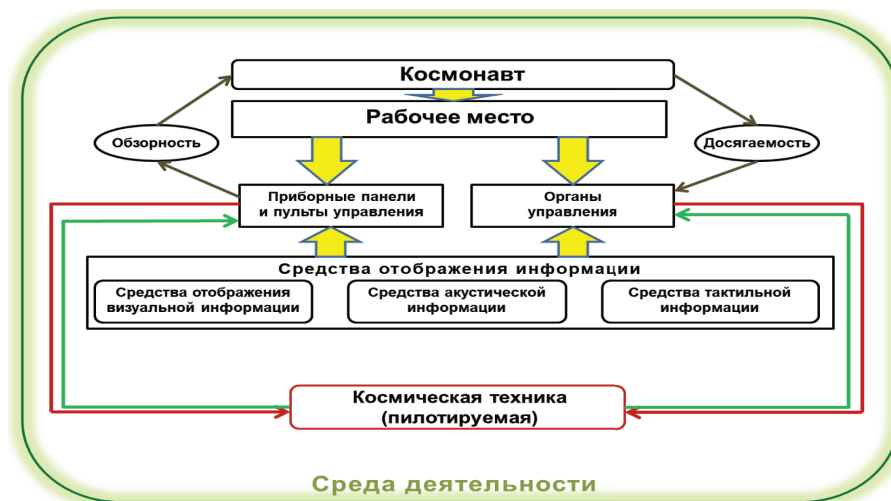 Космонавт
Рабочее место
Обзорность
Досягаемость
Приборные панели
и пульты управления
Органы
управления
Средства отображения информации
Средства отображения
визуальной информации
Средства акустической
информации
Средства тактильной
информации
Космическая техника
(пилотируемая)
Среда деятельности